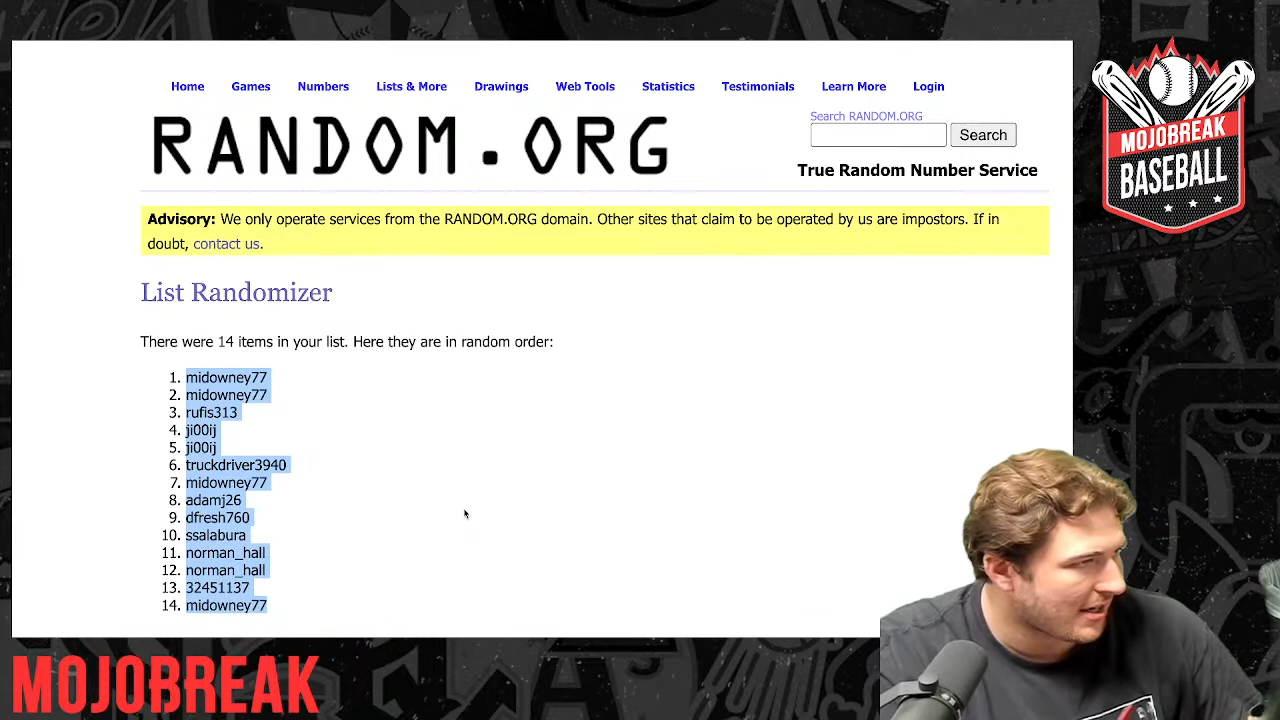 Home Games Numbers Lists & More Drawings Web Tools Statistics Testimonials Learn More Login
RANDOM.ORG
Search RANDOM.ORG
Search
True Random Number Service
Advisory: We only operate services from the RANDOM.ORG domain. Other sites that claim to be operated by us are impostors. If in
doubt, contact us.
List Randomizer
There were 14 items in your list. Here they are in random order:
1. midowney77
2. midowney77
3. rufis313
4. ji00ij
5. ji00ij
6. truckdriver3940
7. midowney77
8. adamj26
9. dfresh760
10. ssalabura
11. norman_hall
12. norman_hall
13. 32451137
14. midowney77
MOJOBREAK
BASEBALL
MOJOBREAK